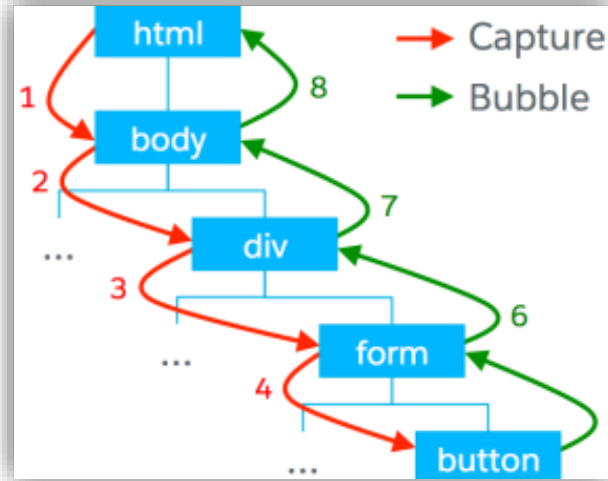 html
Capture
1
8
Bubble
body
2
7
...
div
3
6
...
form
4
...
button